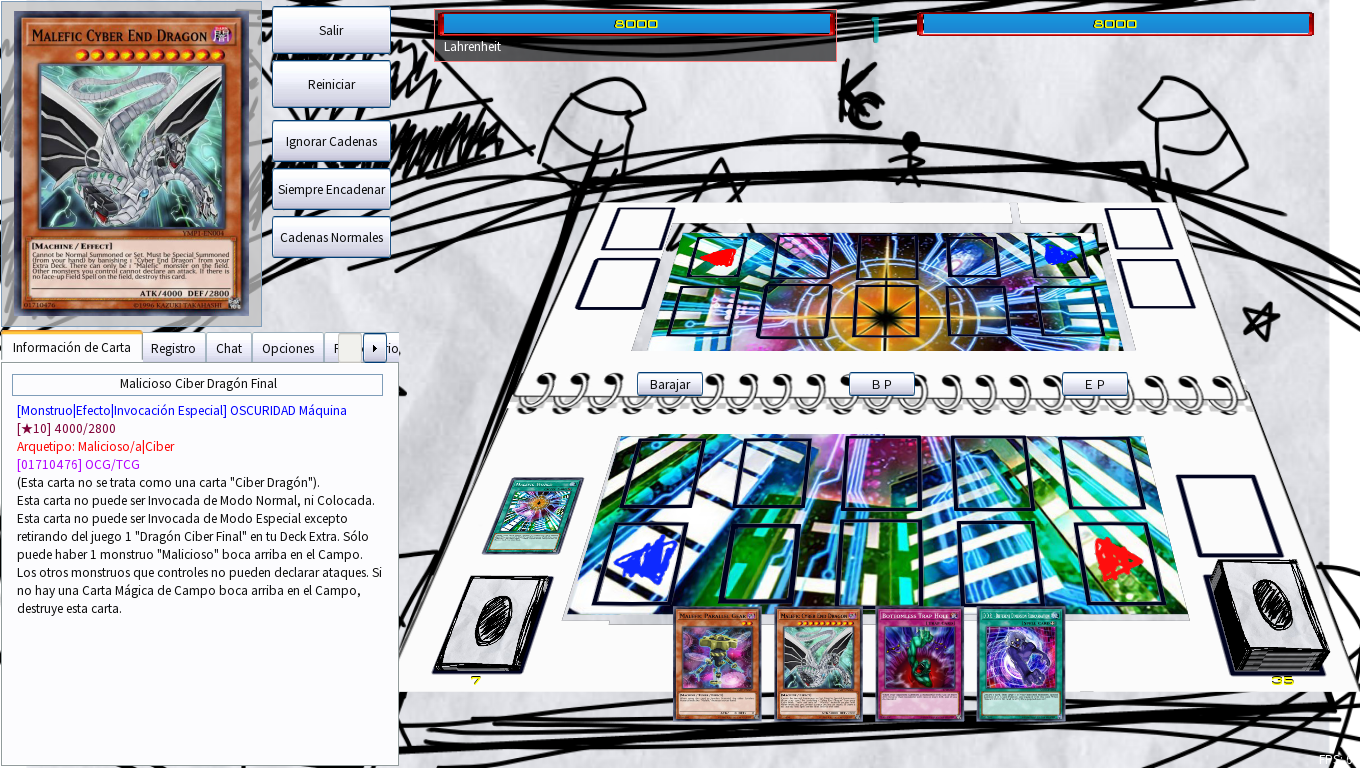 MALEFIC CYBER END DRAGON
YMP1-EN004
[MACHINE / EFFECT]
Cannot be Normal Summoned or Set. Must be Special Summoned
(from your hand) by banishing 1 "Cyber End Dragon" from your
Extra Deck. There can only be 1 "Malefic" monster on the field.
Other monsters you control cannot declare an attack. If there is
no face-up Field Spell on the field, destroy this card.
ATK/4000 DEF/2800
01710476
©1996 KAZUKI TAKAHASHI
Salir
Reiniciar
Ignorar Cadenas
Siempre Encadenar
Cadenas Normales
8000
Lahrenheit
8000
KC
Información de Carta
Registro
Chat
Opciones
Malicioso Ciber Dragón Final
[Monstruo|Efecto|Invocación Especial] OSCURIDAD Máquina
[★10] 4000/2800
Arquetipo: Malicioso/a|Ciber
[01710476] OCG/TCG
(Esta carta no se trata como una carta "Ciber Dragón").
Esta carta no puede ser Invocada de Modo Normal, ni Colocada.
Esta carta no puede ser Invocada de Modo Especial excepto
retirando del juego 1 "Dragón Ciber Final" en tu Deck Extra. Sólo
puede haber 1 monstruo "Malicioso" boca arriba en el Campo.
Los otros monstruos que controles no pueden declarar ataques. Si
no hay una Carta Mágica de Campo boca arriba en el Campo,
destruye esta carta.
Barajar
B P
E P
7
35
MALEFIC PARALLEL GEAR
MALEFIC CYBER END DRAGON
BOTTOMLESS TRAP HOLE